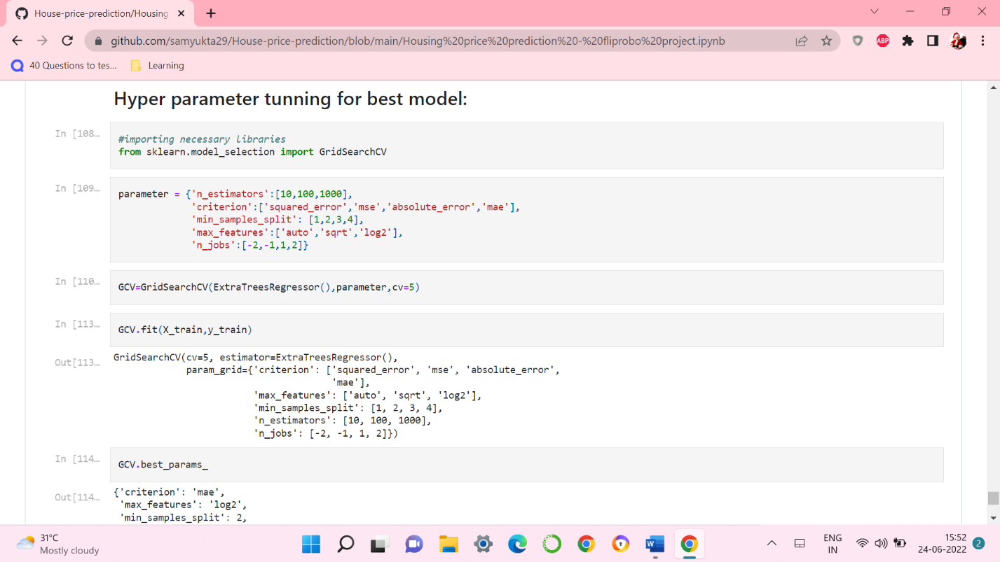 House-price-prediction/Housing
github.com/samyukta29/House-price-prediction/blob/main/Housing%20price%20prediction%20-%20fliprobo%20project.ipynb
ABP
40 Questions to tes...
Learning
Hyper parameter tunning for best model:
In [108…
#importing necessary libraries
from sklearn.model_selection import GridSearchCV
In [109…
parameter = {'n_estimators':[10,100,1000],
'criterion':['squared_error','mse','absolute_error','mae'],
'min_samples_split': [1,2,3,4],
'max_features':['auto','sqrt','log2'],
'n_jobs':[-2,-1,1,2]}
In [110…
GCV=GridSearchCV(ExtraTreesRegressor(),parameter,cv=5)
In [113…
GCV.fit(X_train,y_train)
Out[113…
GridSearchCV(cv=5, estimator=ExtraTreesRegressor(),
param_grid={'criterion': ['squared_error', 'mse', 'absolute_error',
'mae'],
'max_features': ['auto', 'sqrt', 'log2'],
'min_samples_split': [1, 2, 3, 4],
'n_estimators': [10, 100, 1000],
'n_jobs': [-2, -1, 1, 2]})
In [114…
GCV.best_params_
Out[114…
{'criterion': 'mae',
'max_features': 'log2',
'min_samples_split': 2,
31°C
Mostly cloudy
W
ENG
IN
15:52
24-06-2022
2